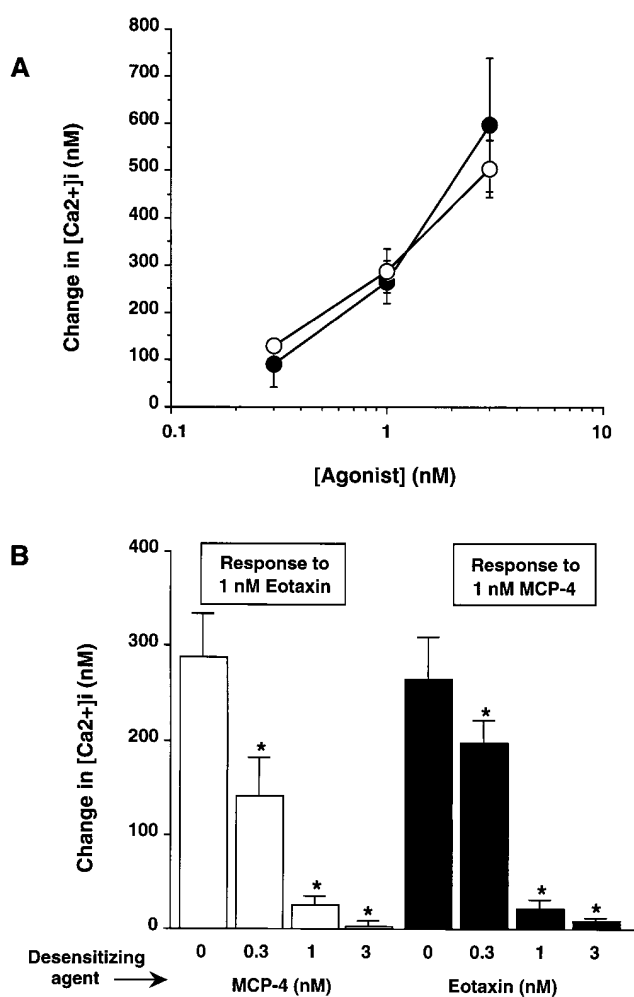 A
Change in [Ca2+]i (nM)
800
700
600
500
400
300
200
100
0
0.1 1 10
[Agonist] (nM)
B
Change in [Ca2+]i (nM)
400
300
200
100
0
Response to
1 nM Eotaxin
Response to
1 nM MCP-4
* * * * * *
0 0.3 1 3 0 0.3 1 3
Desensitizing
agent
MCP-4 (nM) Eotaxin (nM)